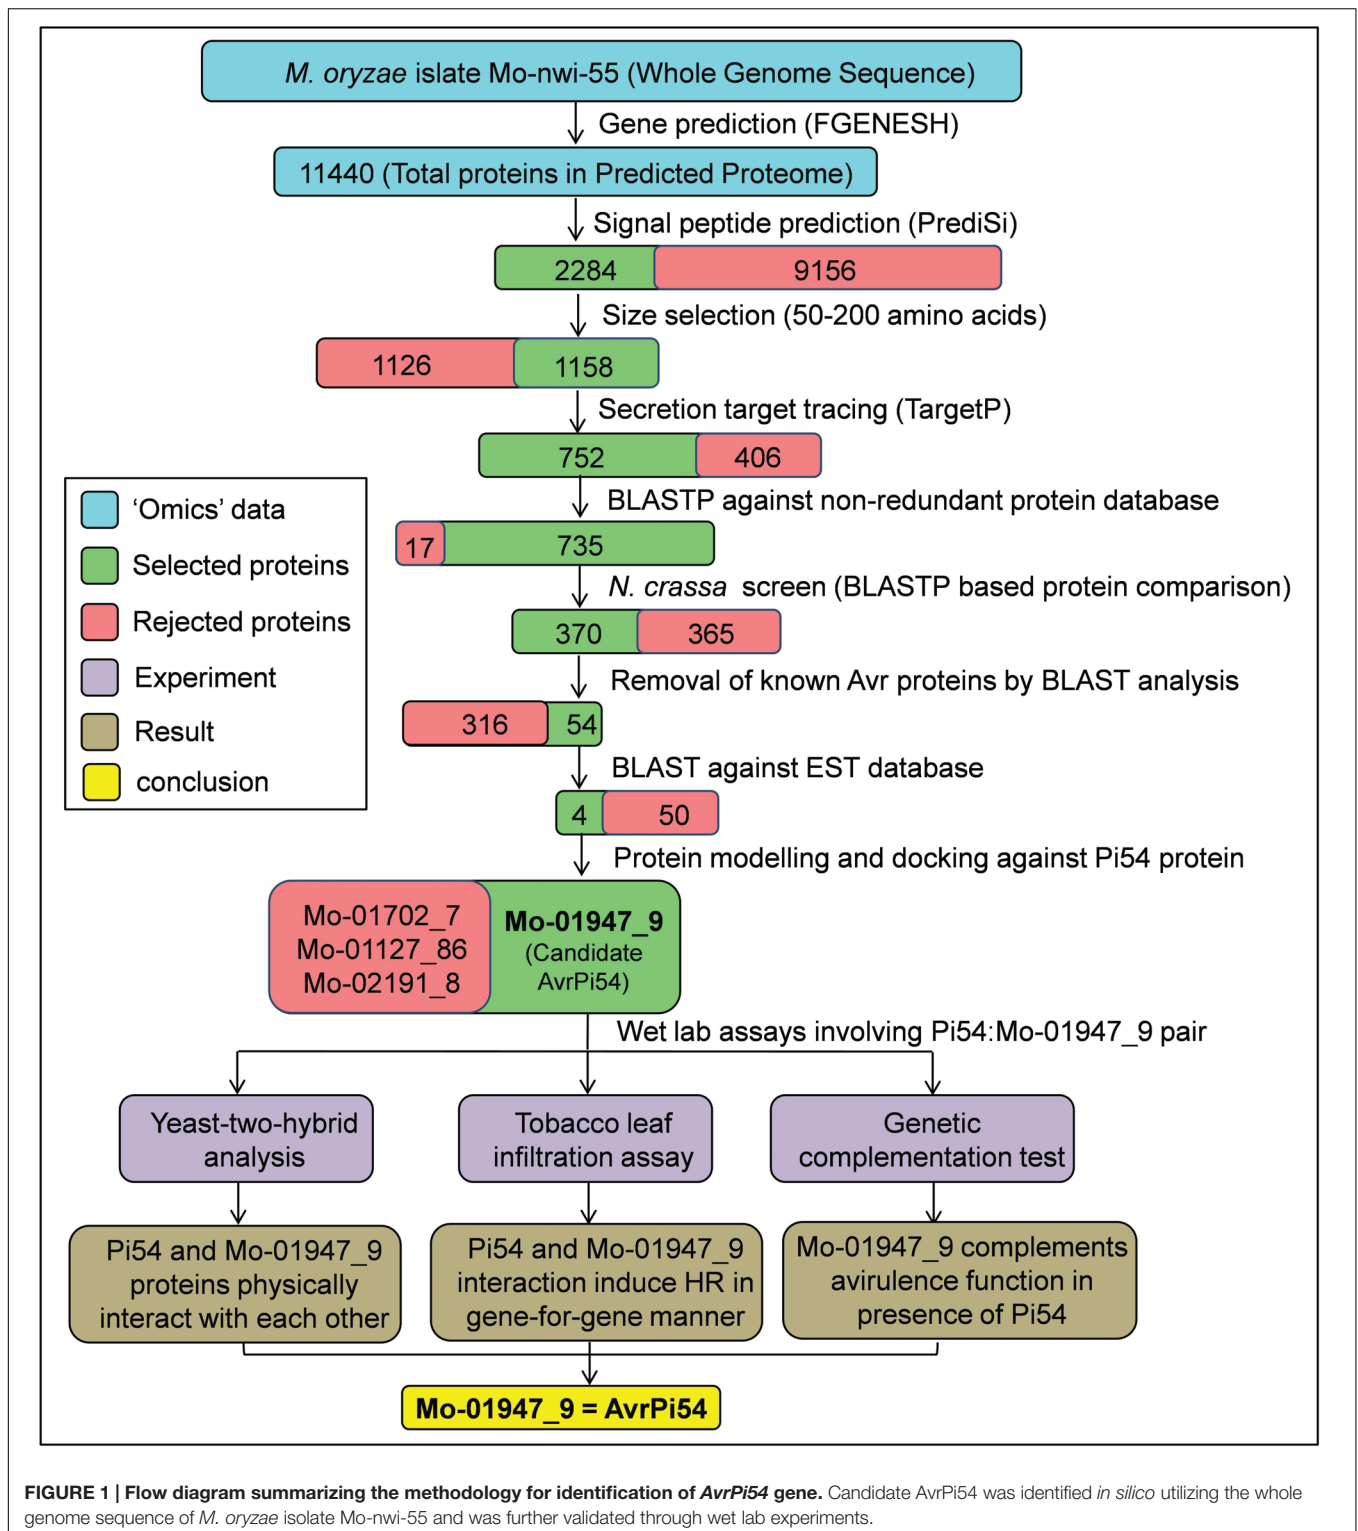 M. oryzae islate Mo-nwi-55 (Whole Genome Sequence)
Gene prediction (FGENESH)
11440 (Total proteins in Predicted Proteome)
Signal peptide prediction (PrediSi)
2284 9156
Size selection (50-200 amino acids)
1126 1158
Secretion target tracing (TargetP)
752 406
BLASTP against non-redundant protein database
17 735
N. crassa screen (BLASTP based protein comparison)
370 365
Removal of known Avr proteins by BLAST analysis
316 54
BLAST against EST database
4 50
Protein modelling and docking against Pi54 protein
'Omics' data
Selected proteins
Rejected proteins
Experiment
Result
conclusion
Mo-01702_7
Mo-01127_86
Mo-02191_8
Mo-01947_9
(Candidate
AvrPi54)
Wet lab assays involving Pi54:Mo-01947_9 pair
Yeast-two-hybrid
analysis
Tobacco leaf
infiltration assay
Genetic
complementation test
Pi54 and Mo-01947_9
proteins physically
interact with each other
Pi54 and Mo-01947_9
interaction induce HR in
gene-for-gene manner
Mo-01947_9 complements
avirulence function in
presence of Pi54
Mo-01947_9 = AvrPi54
FIGURE 1 | Flow diagram summarizing the methodology for identification of AvrPi54 gene. Candidate AvrPi54 was identified in silico utilizing the whole
genome sequence of M. oryzae isolate Mo-nwi-55 and was further validated through wet lab experiments.